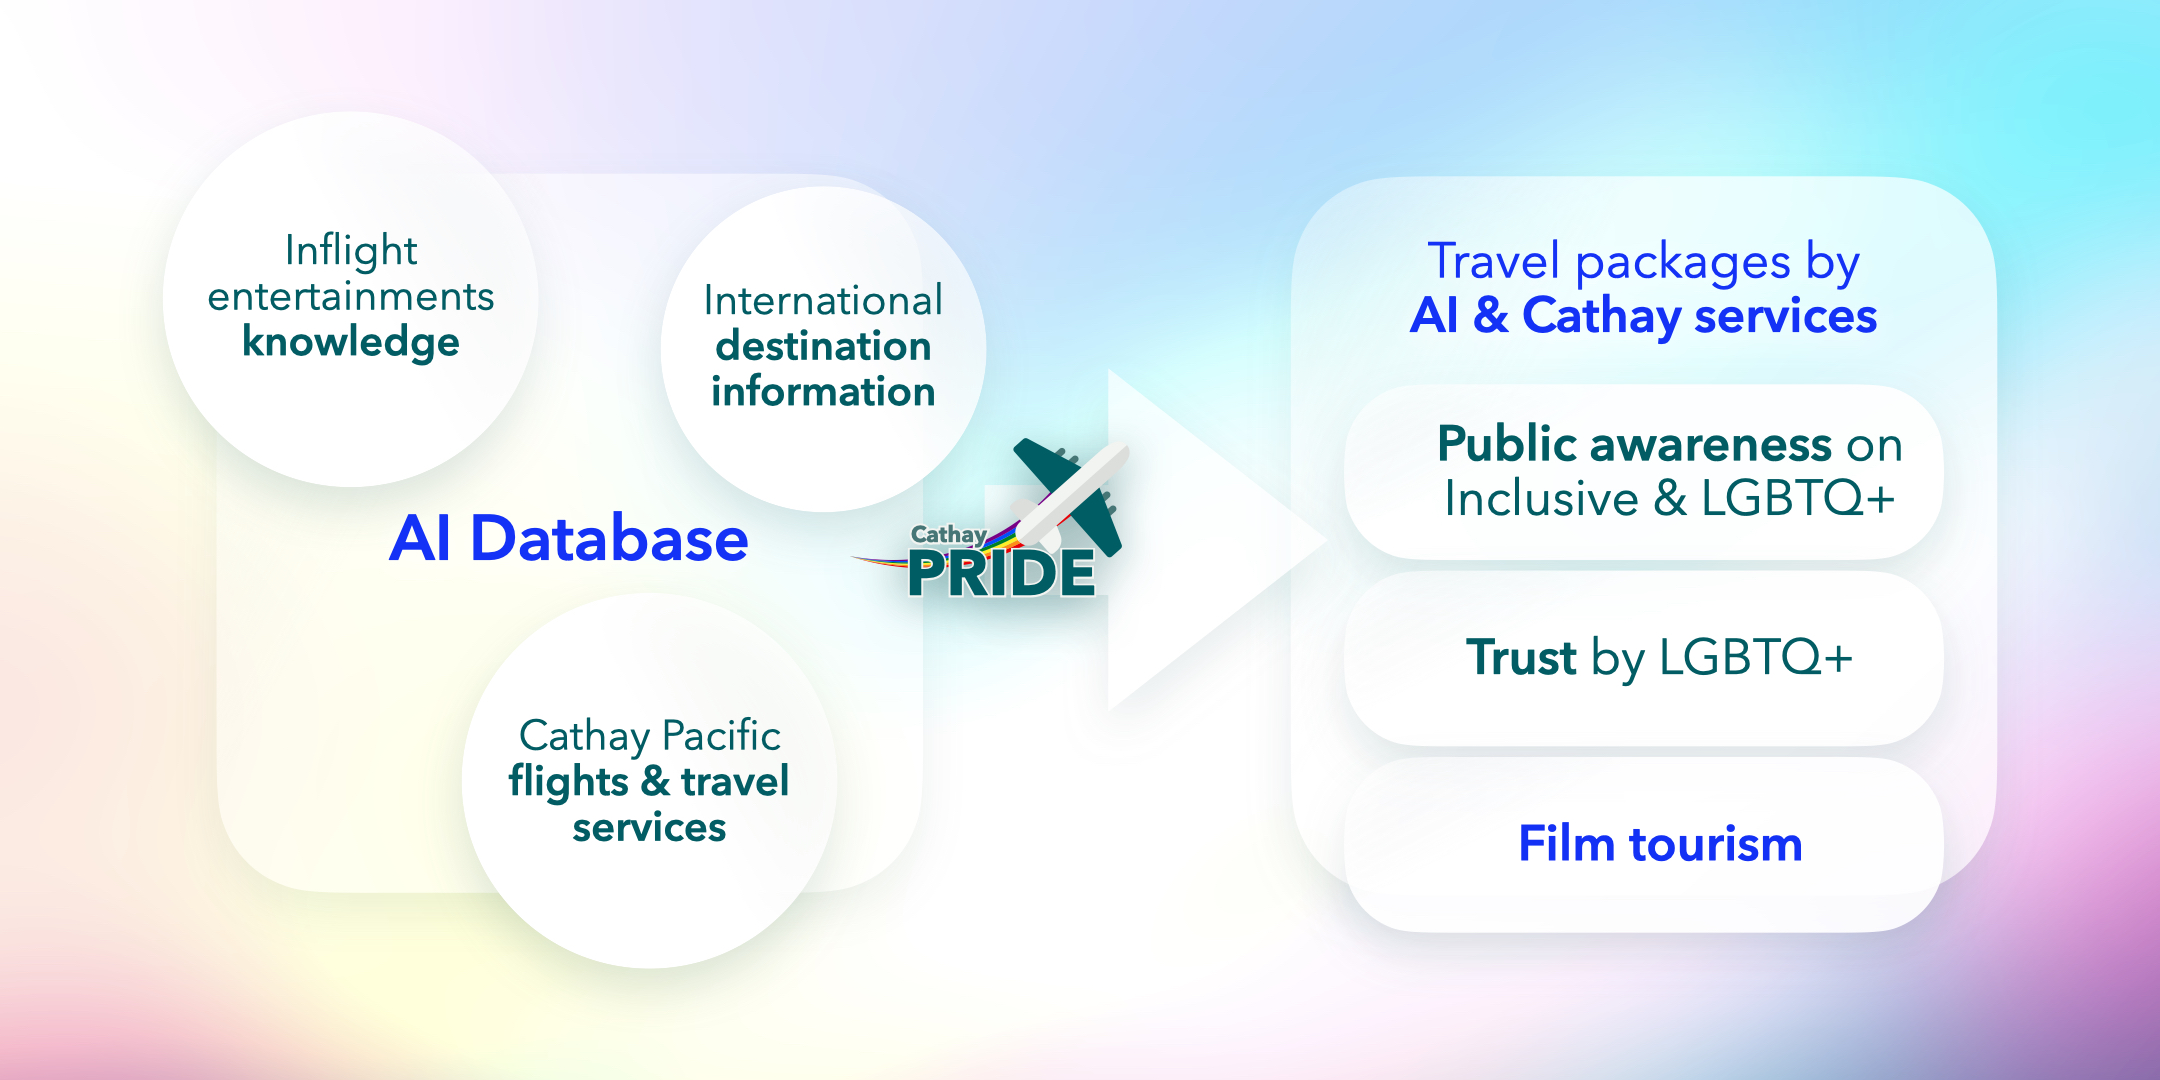 Inflight
entertainments
knowledge
International
destination
information
AI Database
Cathay Pacific
flights & travel
services
Cathay
PRIDE
Travel packages by
AI & Cathay services
Public awareness on
Inclusive & LGBTQ+
Trust by LGBTQ+
Film tourism